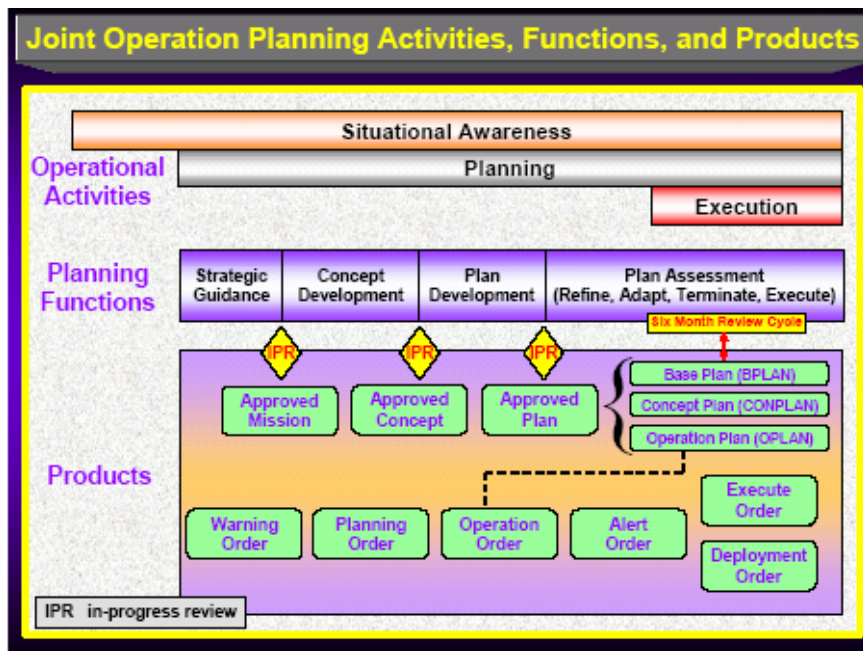 Joint Operation Planning Activities, Functions, and Products
Situational Awareness
Operational
Activities
Planning
Execution
Planning
Functions
Strategic
Guidance
Concept
Development
Plan
Development
Plan Assessment
(Refine, Adapt, Terminate, Execute)
Six Month Review Cycle
IPR
IPR
IPR
Products
Approved
Mission
Approved
Concept
Approved
Plan
Base Plan (BPLAN)
Concept Plan (CONPLAN)
Operation Plan (OPLAN)
Warning
Order
Planning
Order
Operation
Order
Alert
Order
Execute
Order
Deployment
Order
IPR in-progress review